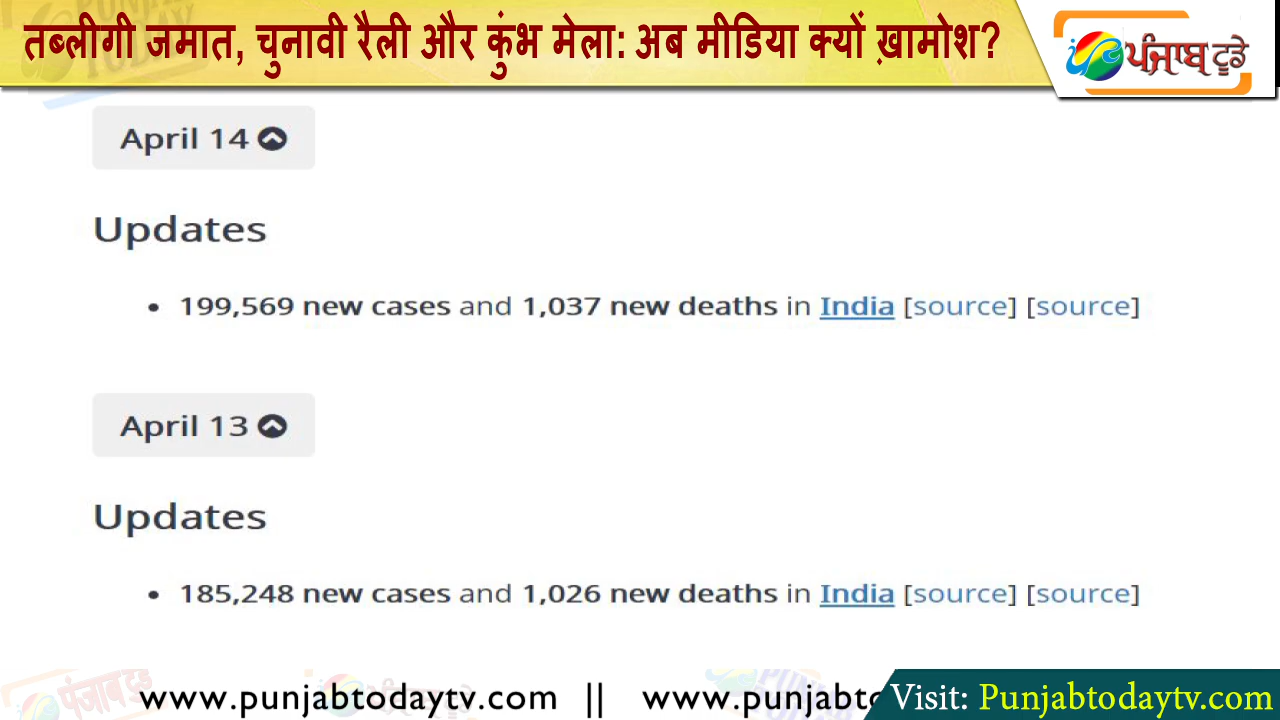 तब्लीगी जमात, चुनावी रैली और कुंभ मेला: अब मीडिया क्यों ख़ामोश?
ਪੰਜਾਬ ਟੂਡੇ
April 14
Updates
• 199,569 new cases and 1,037 new deaths in India [source] [source]
April 13
Updates
• 185,248 new cases and 1,026 new deaths in India [source] [source]
www.punjabtodaytv.com || www.punjabto
Visit: Punjabtodaytv.com